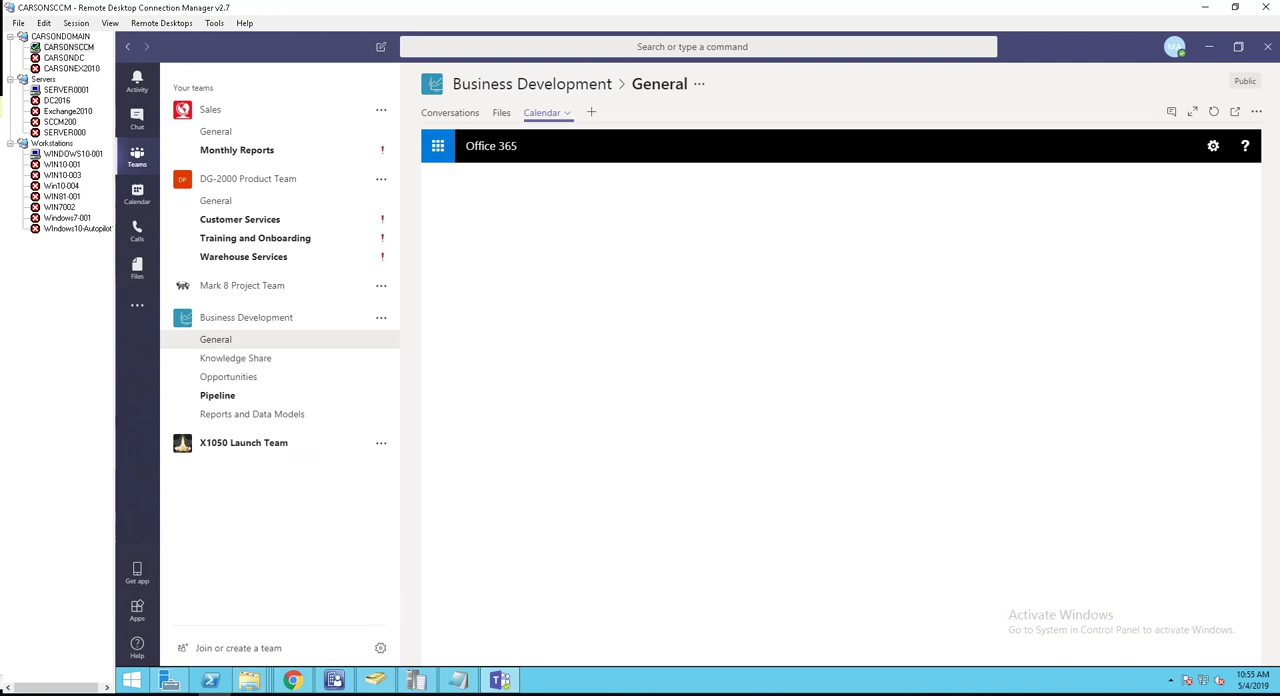 CARSONSCCM - Remote Desktop Connection Manager v2.7
File Edit Session View Remote Desktops Tools Help
CARSONDOMAIN
CARSONSCCM
CARSONDC
CARSONEX2010
Servers
SERVER0001
DC2016
Exchange2010
SCCM200
SERVER000
Workstations
WINDOWS10-001
WIN10-001
WIN10-003
Win10-004
WIN81-001
WIN7002
Windows7-001
WIndows10-Autopilot
Search or type a command
MA
Activity
Chat
Teams
Calendar
Calls
Files
Get app
Apps
Help
Your teams
Sales
General
Monthly Reports !
DP DG-2000 Product Team
General
Customer Services !
Training and Onboarding !
Warehouse Services !
Mark 8 Project Team
Business Development
General
Knowledge Share
Opportunities
Pipeline
Reports and Data Models
X1050 Launch Team
Join or create a team
Business Development > General ...
Public
Conversations Files Calendar
Office 365 ?
Activate Windows
Go to System in Control Panel to activate Windows.
10:55 AM
5/4/2019